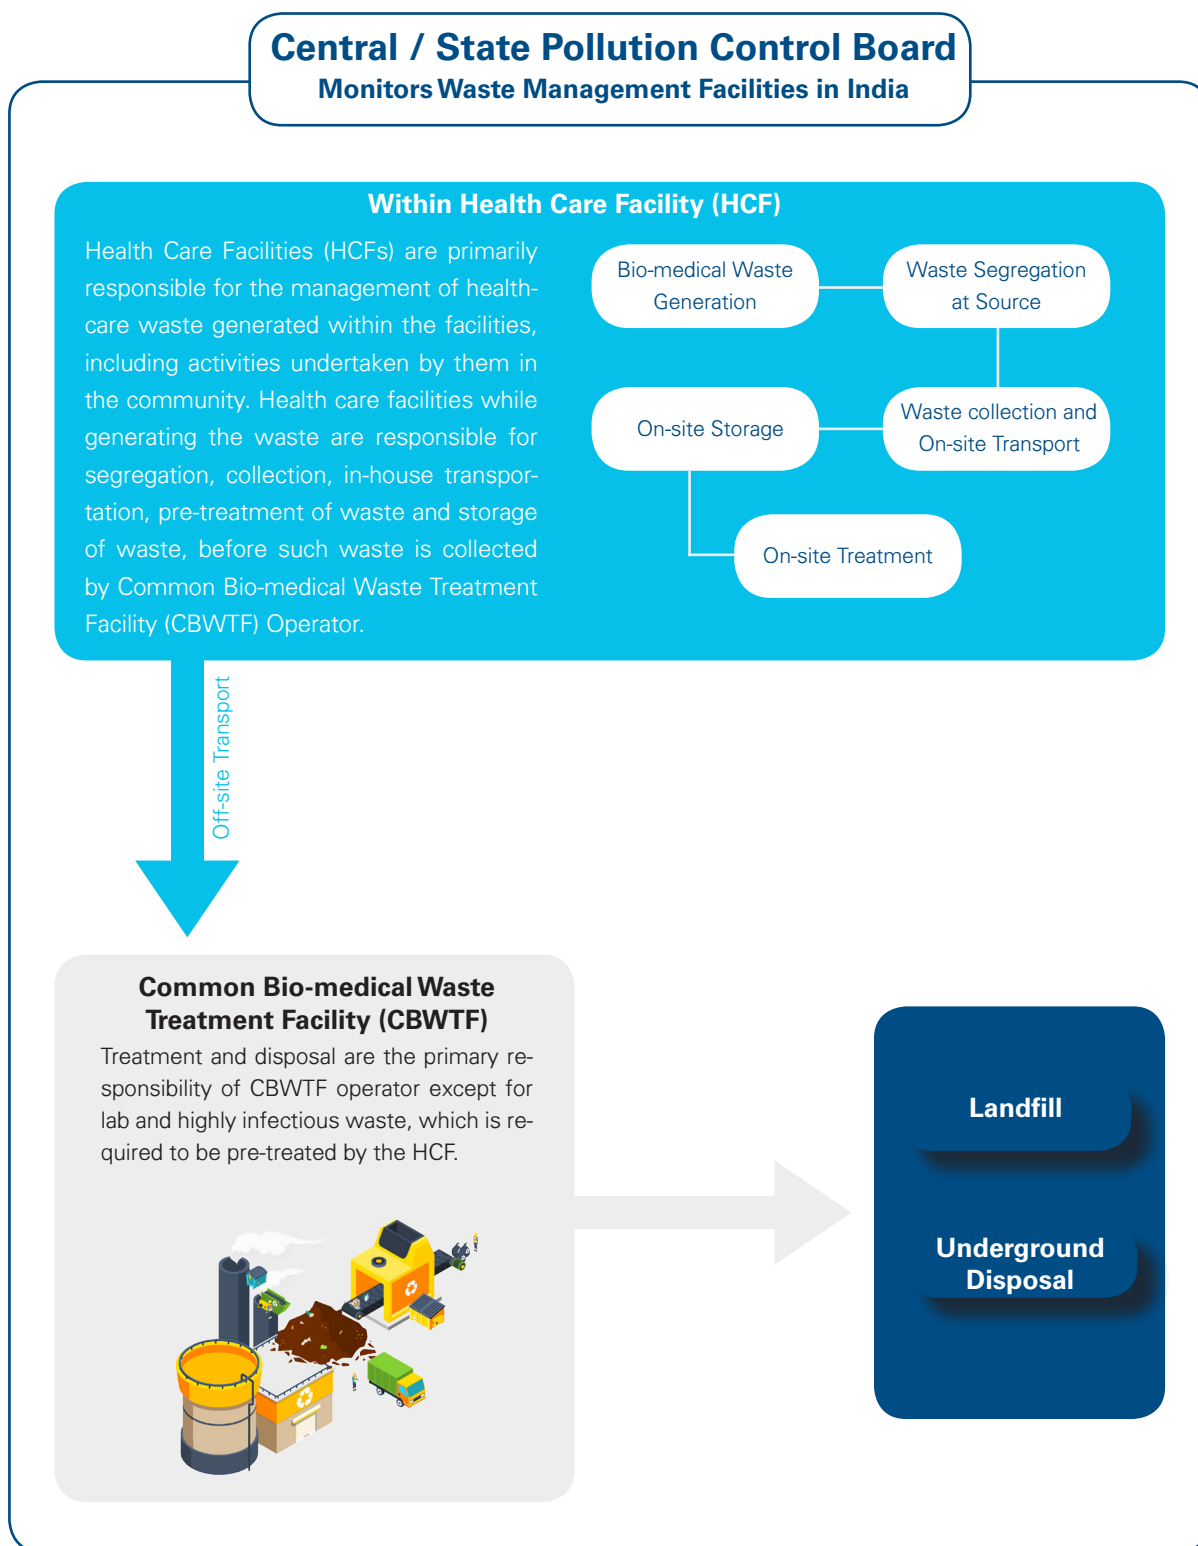 Central / State Pollution Control Board
Monitors Waste Management Facilities in India
Within Health Care Facility (HCF)
Health Care Facilities (HCFs) are primarily
responsible for the management of health-
care waste generated within the facilities,
including activities undertaken by them in
the community. Health care facilities while
generating the waste are responsible for
segregation, collection, in-house transpor-
tation, pre-treatment of waste and storage
of waste, before such waste is collected
by Common Bio-medical Waste Treatment
Facility (CBWTF) Operator.
Bio-medical Waste
Generation
Waste Segregation
at Source
Waste collection and
On-site Transport
On-site Storage
On-site Treatment
Off-site Transport
Common Bio-medical Waste
Treatment Facility (CBWTF)
Treatment and disposal are the primary re-
sponsibility of CBWTF operator except for
lab and highly infectious waste, which is re-
quired to be pre-treated by the HCF.
Landfill
Underground
Disposal